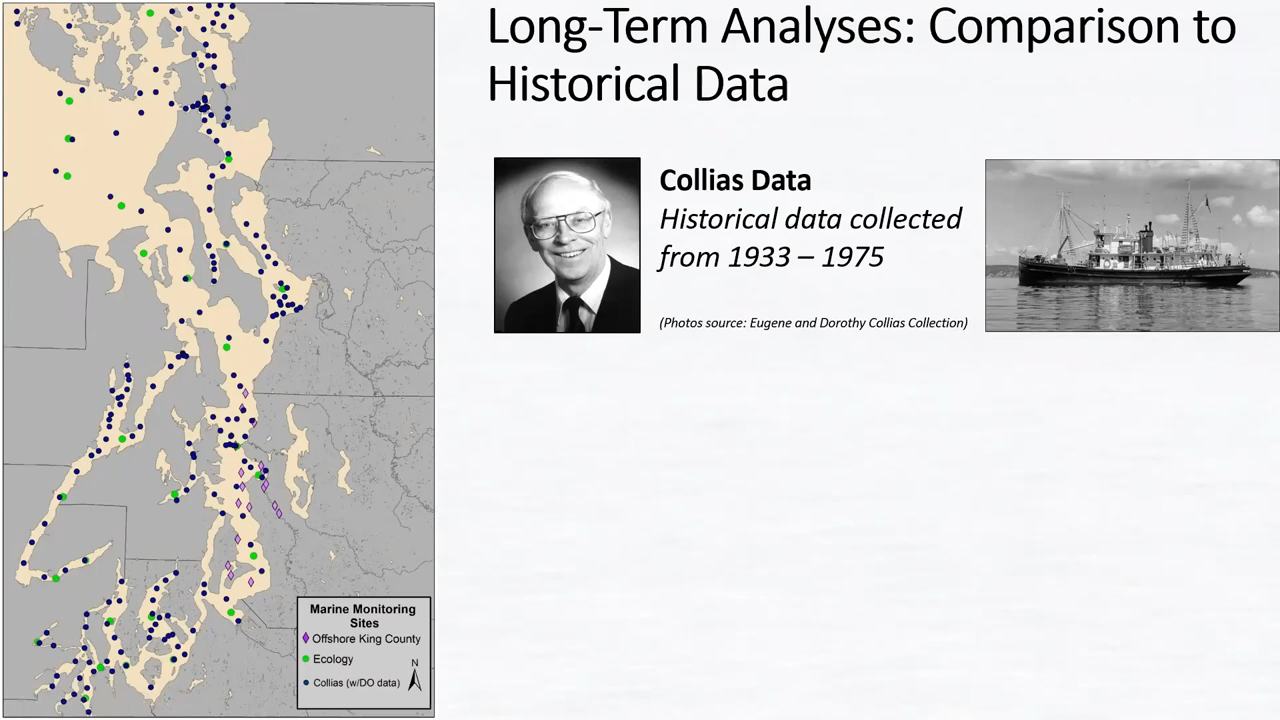 Long-Term Analyses: Comparison to
Historical Data
Collias Data
Historical data collected
from 1933 – 1975
(Photos source: Eugene and Dorothy Collias Collection)
Marine Monitoring
Sites
Offshore King County
Ecology
Collias (w/DO data)
N